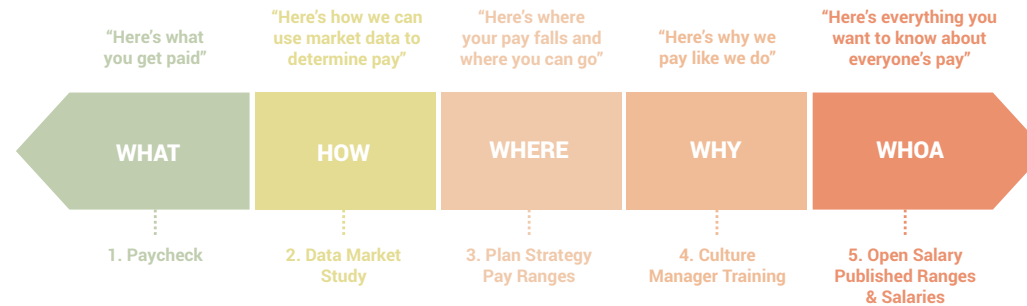 “Here’s what
you get paid”
“Here’s how we can
use market data to
determine pay”
“Here’s where
your pay falls and
where you can go”
“Here’s why we
pay like we do”
“Here’s everything you
want to know about
everyone’s pay”
WHAT
HOW
WHERE
WHY
WHOA
1. Paycheck
2. Data Market
Study
3. Plan Strategy
Pay Ranges
4. Culture
Manager Training
5. Open Salary
Published Ranges
& Salaries